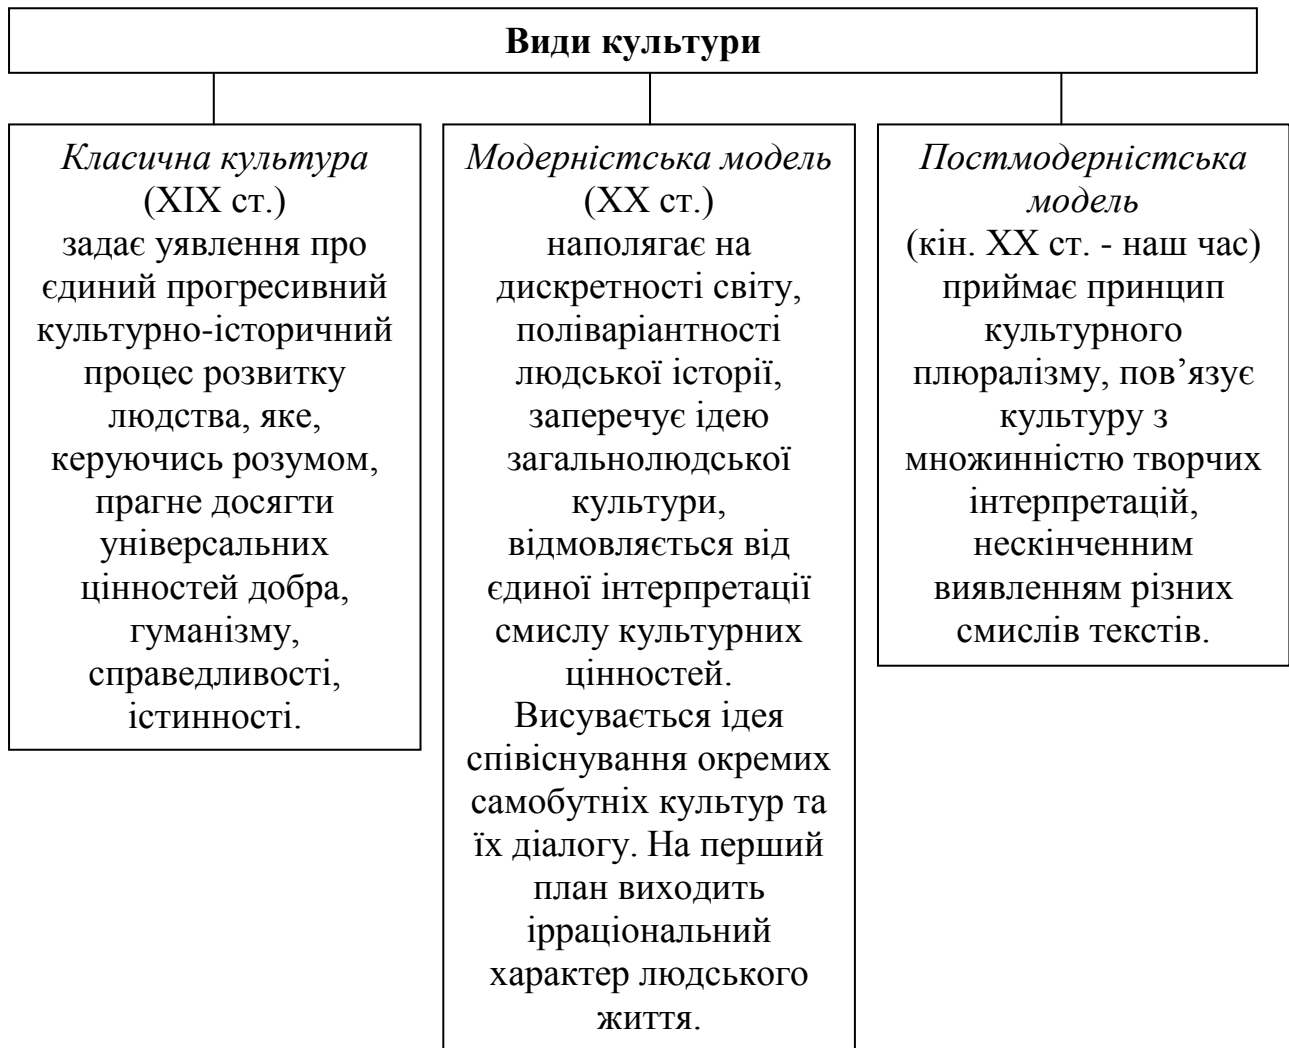 Види культури
Класична культура
(XIX ст.)
задає уявлення про
єдиний прогресивний
культурно-історичний
процес розвитку
людства, яке,
керуючись розумом,
прагне досягти
універсальних
цінностей добра,
гуманізму,
справедливості,
істинності.
Модерністська модель
(XX ст.)
наполягає на
дискретності світу,
поліваріантності
людської історії,
заперечує ідею
загальнолюдської
культури,
відмовляється від
єдиної інтерпретації
смислу культурних
цінностей.
Висувається ідея
співіснування окремих
самобутніх культур та
їх діалогу. На перший
план виходить
ірраціональний
характер людського
життя.
Постмодерністська
модель
(кін. XX ст. - наш час)
приймає принцип
культурного
плюралізму, пов’язує
культуру з
множинністю творчих
інтерпретацій,
нескінченним
виявленням різних
смислів текстів.